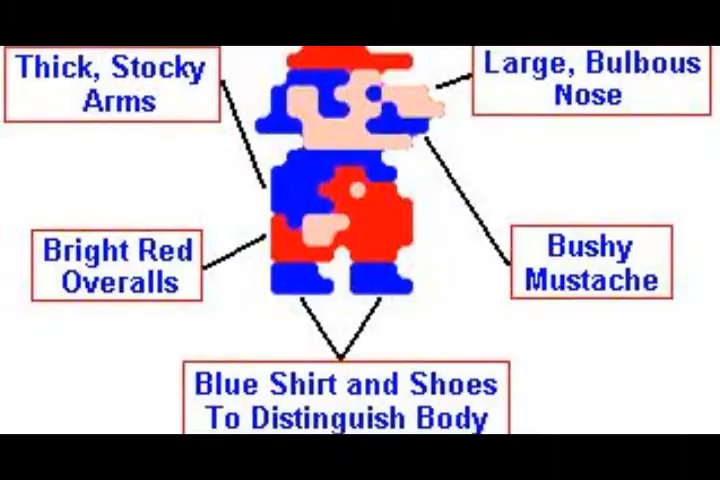 Thick, Stocky
Arms
Large, Bulbous
Nose
Bright Red
Overalls
Bushy
Mustache
Blue Shirt and Shoes
To Distinguish Body